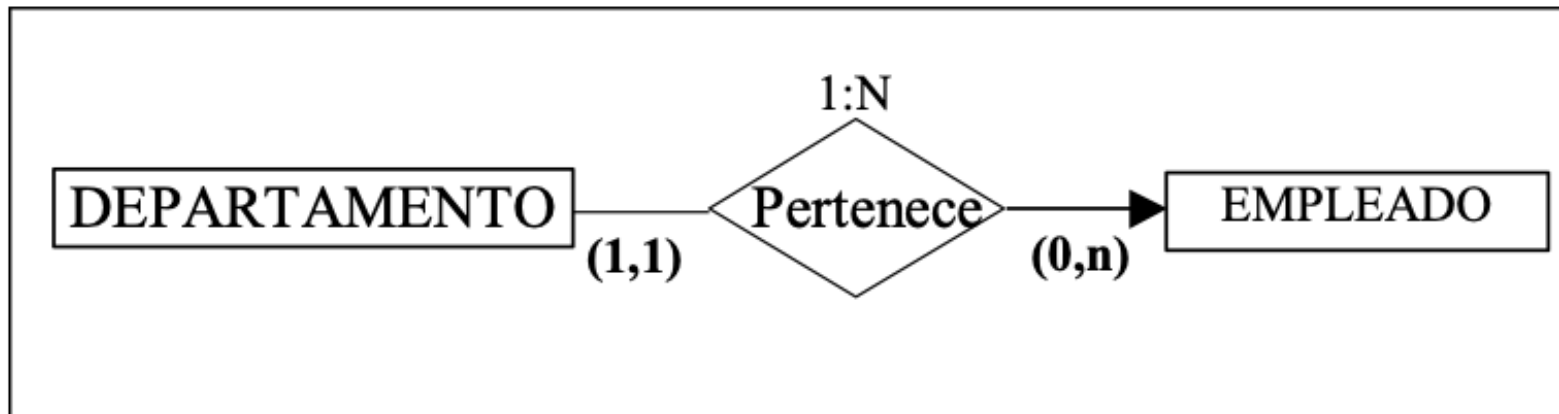 1:N
DEPARTAMENTO
Pertenece
EMPLEADO
(1,1)
(0,n)